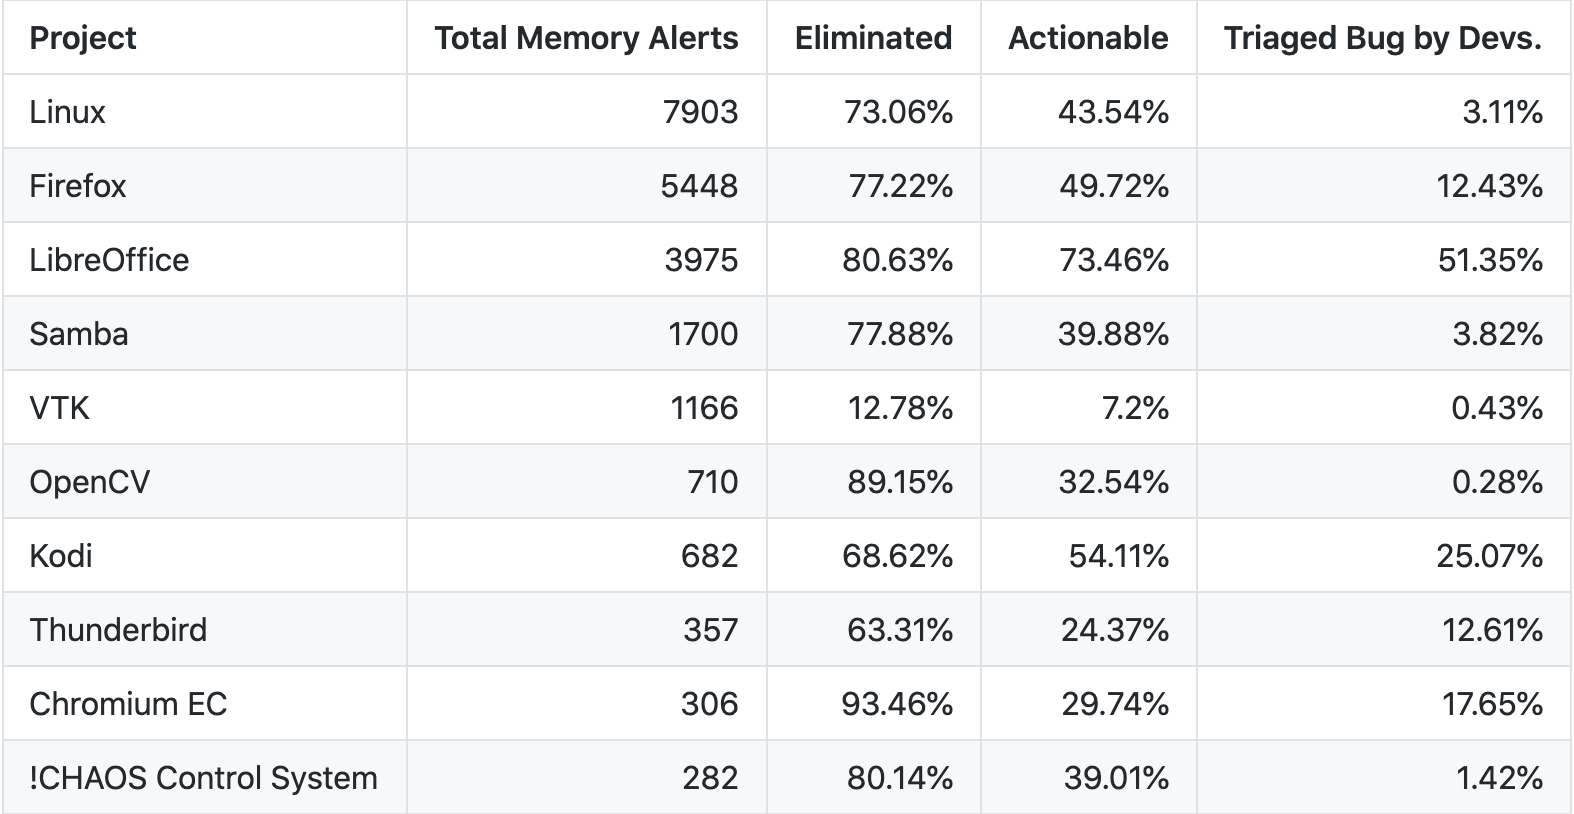 Project Total Memory Alerts Eliminated Actionable Triaged Bug by Devs.
Linux 7903 73.06% 43.54% 3.11%
Firefox 5448 77.22% 49.72% 12.43%
LibreOffice 3975 80.63% 73.46% 51.35%
Samba 1700 77.88% 39.88% 3.82%
VTK 1166 12.78% 7.2% 0.43%
OpenCV 710 89.15% 32.54% 0.28%
Kodi 682 68.62% 54.11% 25.07%
Thunderbird 357 63.31% 24.37% 12.61%
Chromium EC 306 93.46% 29.74% 17.65%
!CHAOS Control System 282 80.14% 39.01% 1.42%